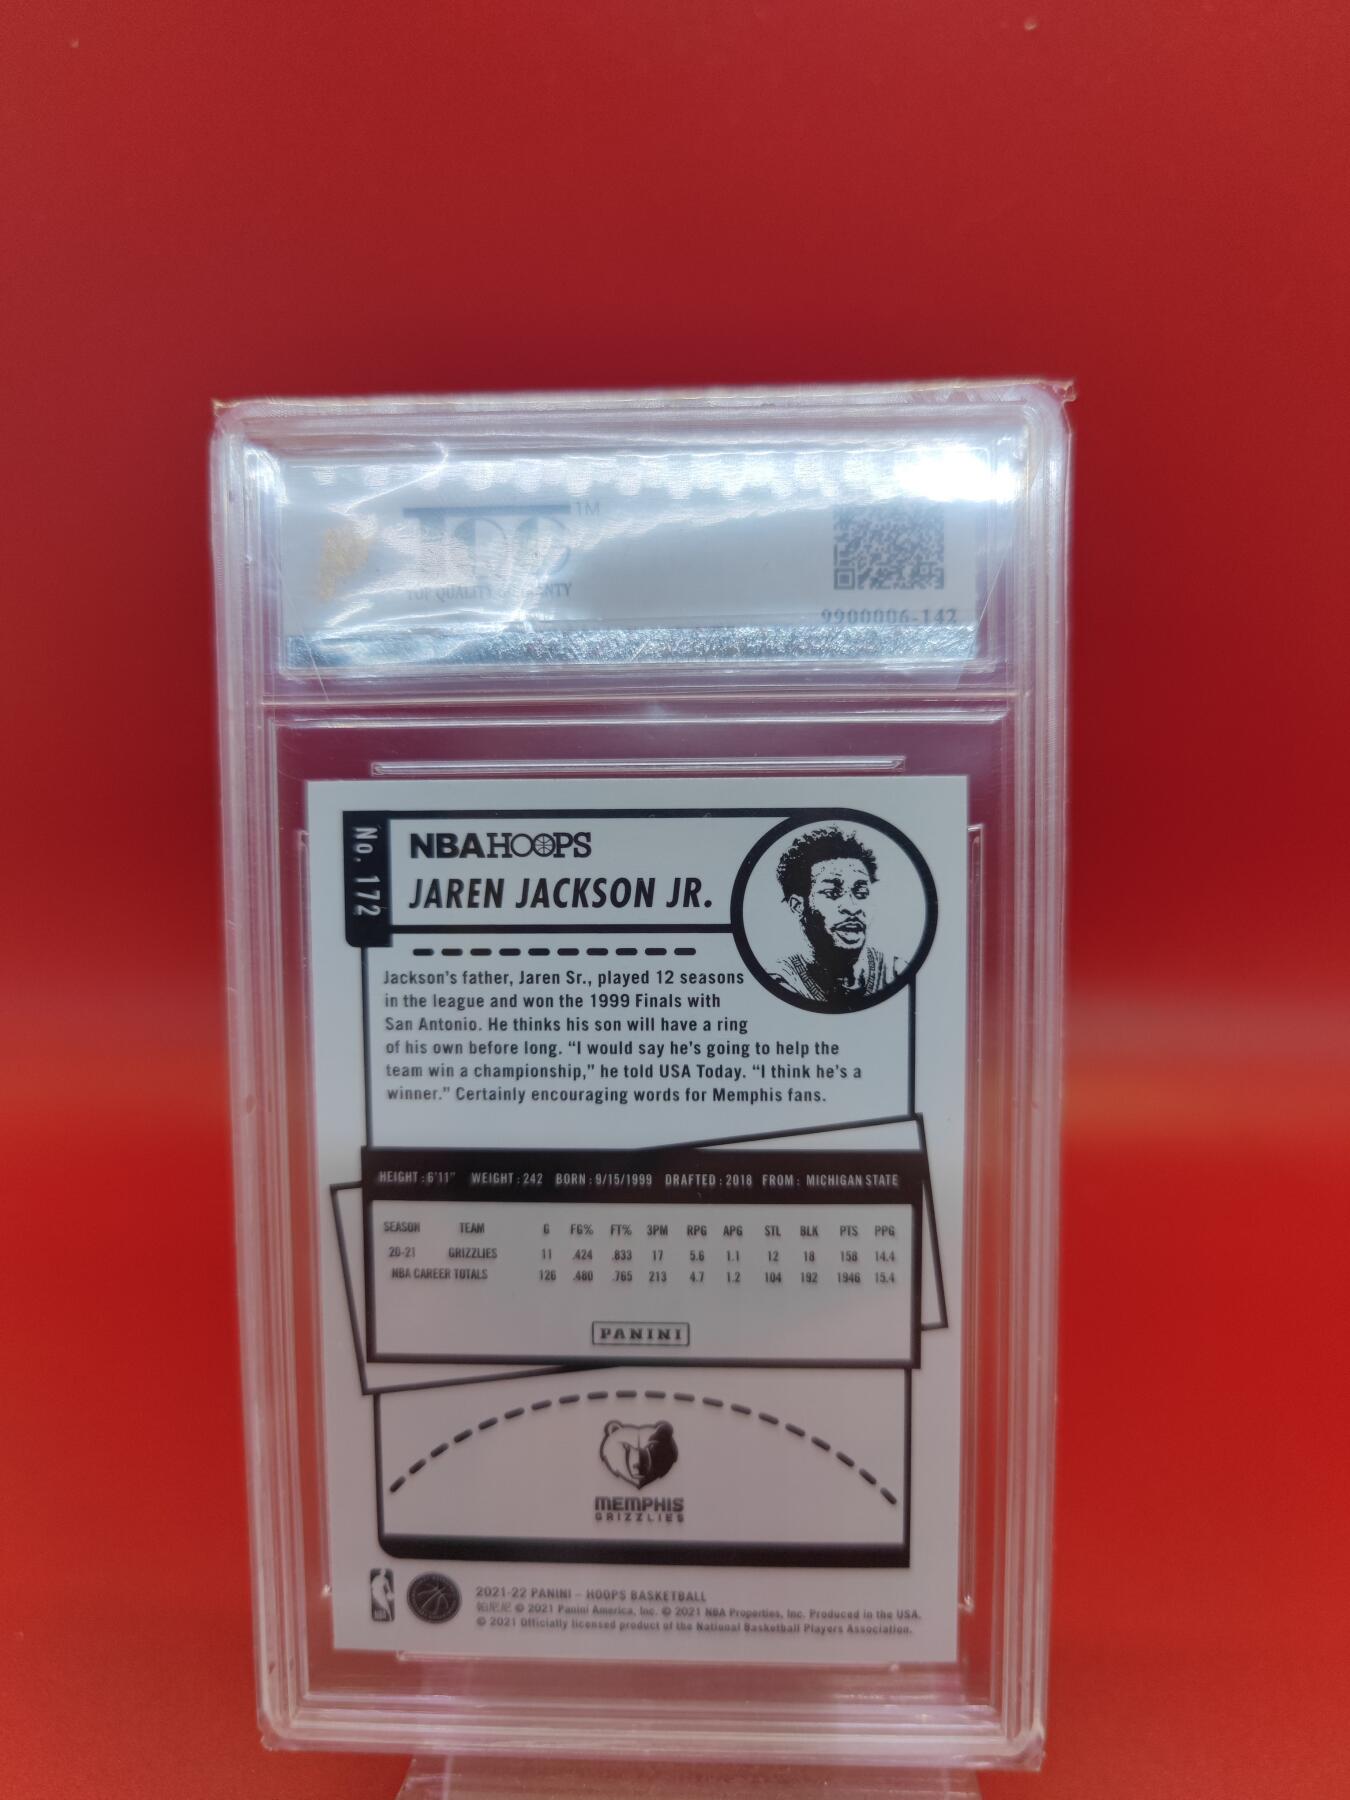 TM
TOP QUALITY
9900006-142
No. 172
NBA HOOPS
JAREN JACKSON JR.
Jackson's father, Jaren Sr., played 12 seasons
in the league and won the 1999 Finals with
San Antonio. He thinks his son will have a ring
of his own before long. “I would say he's going to help the
team win a championship,” he told USA Today. “I think he's a
winner.” Certainly encouraging words for Memphis fans.
HEIGHT: 6'11" WEIGHT: 242 BORN: 9/15/1999 DRAFTED: 2018 FROM: MICHIGAN STATE
SEASON TEAM G FG% FT% 3PM RPG APG STL BLK PTS PPG
20-21 GRIZZLIES 11 .424 .833 17 5.6 1.1 12 18 158 14.4
NBA CAREER TOTALS 126 .480 .765 213 4.7 1.2 104 192 1946 15.4
PANINI
MEMPHIS
GRIZZLIES
2021-22 PANINI – HOOPS BASKETBALL
帕尼尼 © 2021 Panini America, Inc. © 2021 NBA Properties, Inc. Produced in the USA.
© 2021 Officially licensed product of the National Basketball Players Association.